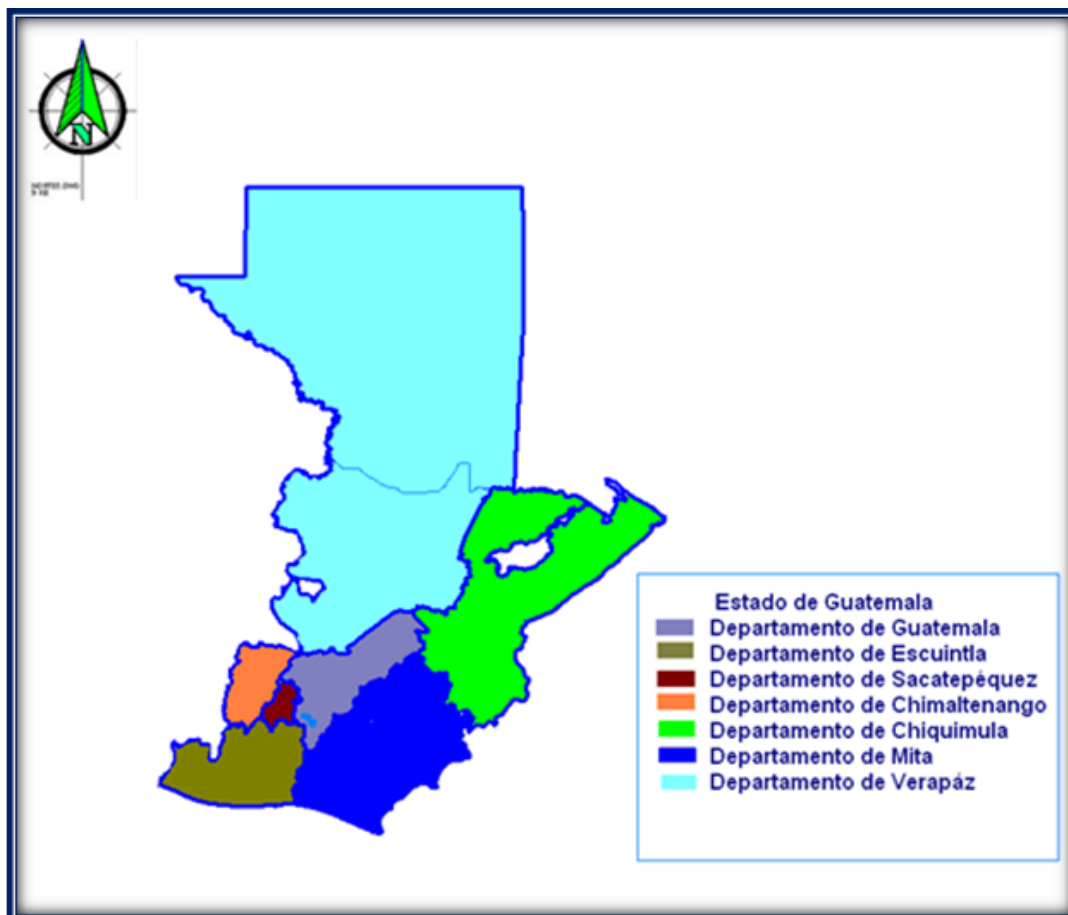 N
Estado de Guatemala
Departamento de Guatemala
Departamento de Escuintla
Departamento de Sacatepéquez
Departamento de Chimaltenango
Departamento de Chiquimula
Departamento de Mita
Departamento de Verapáz